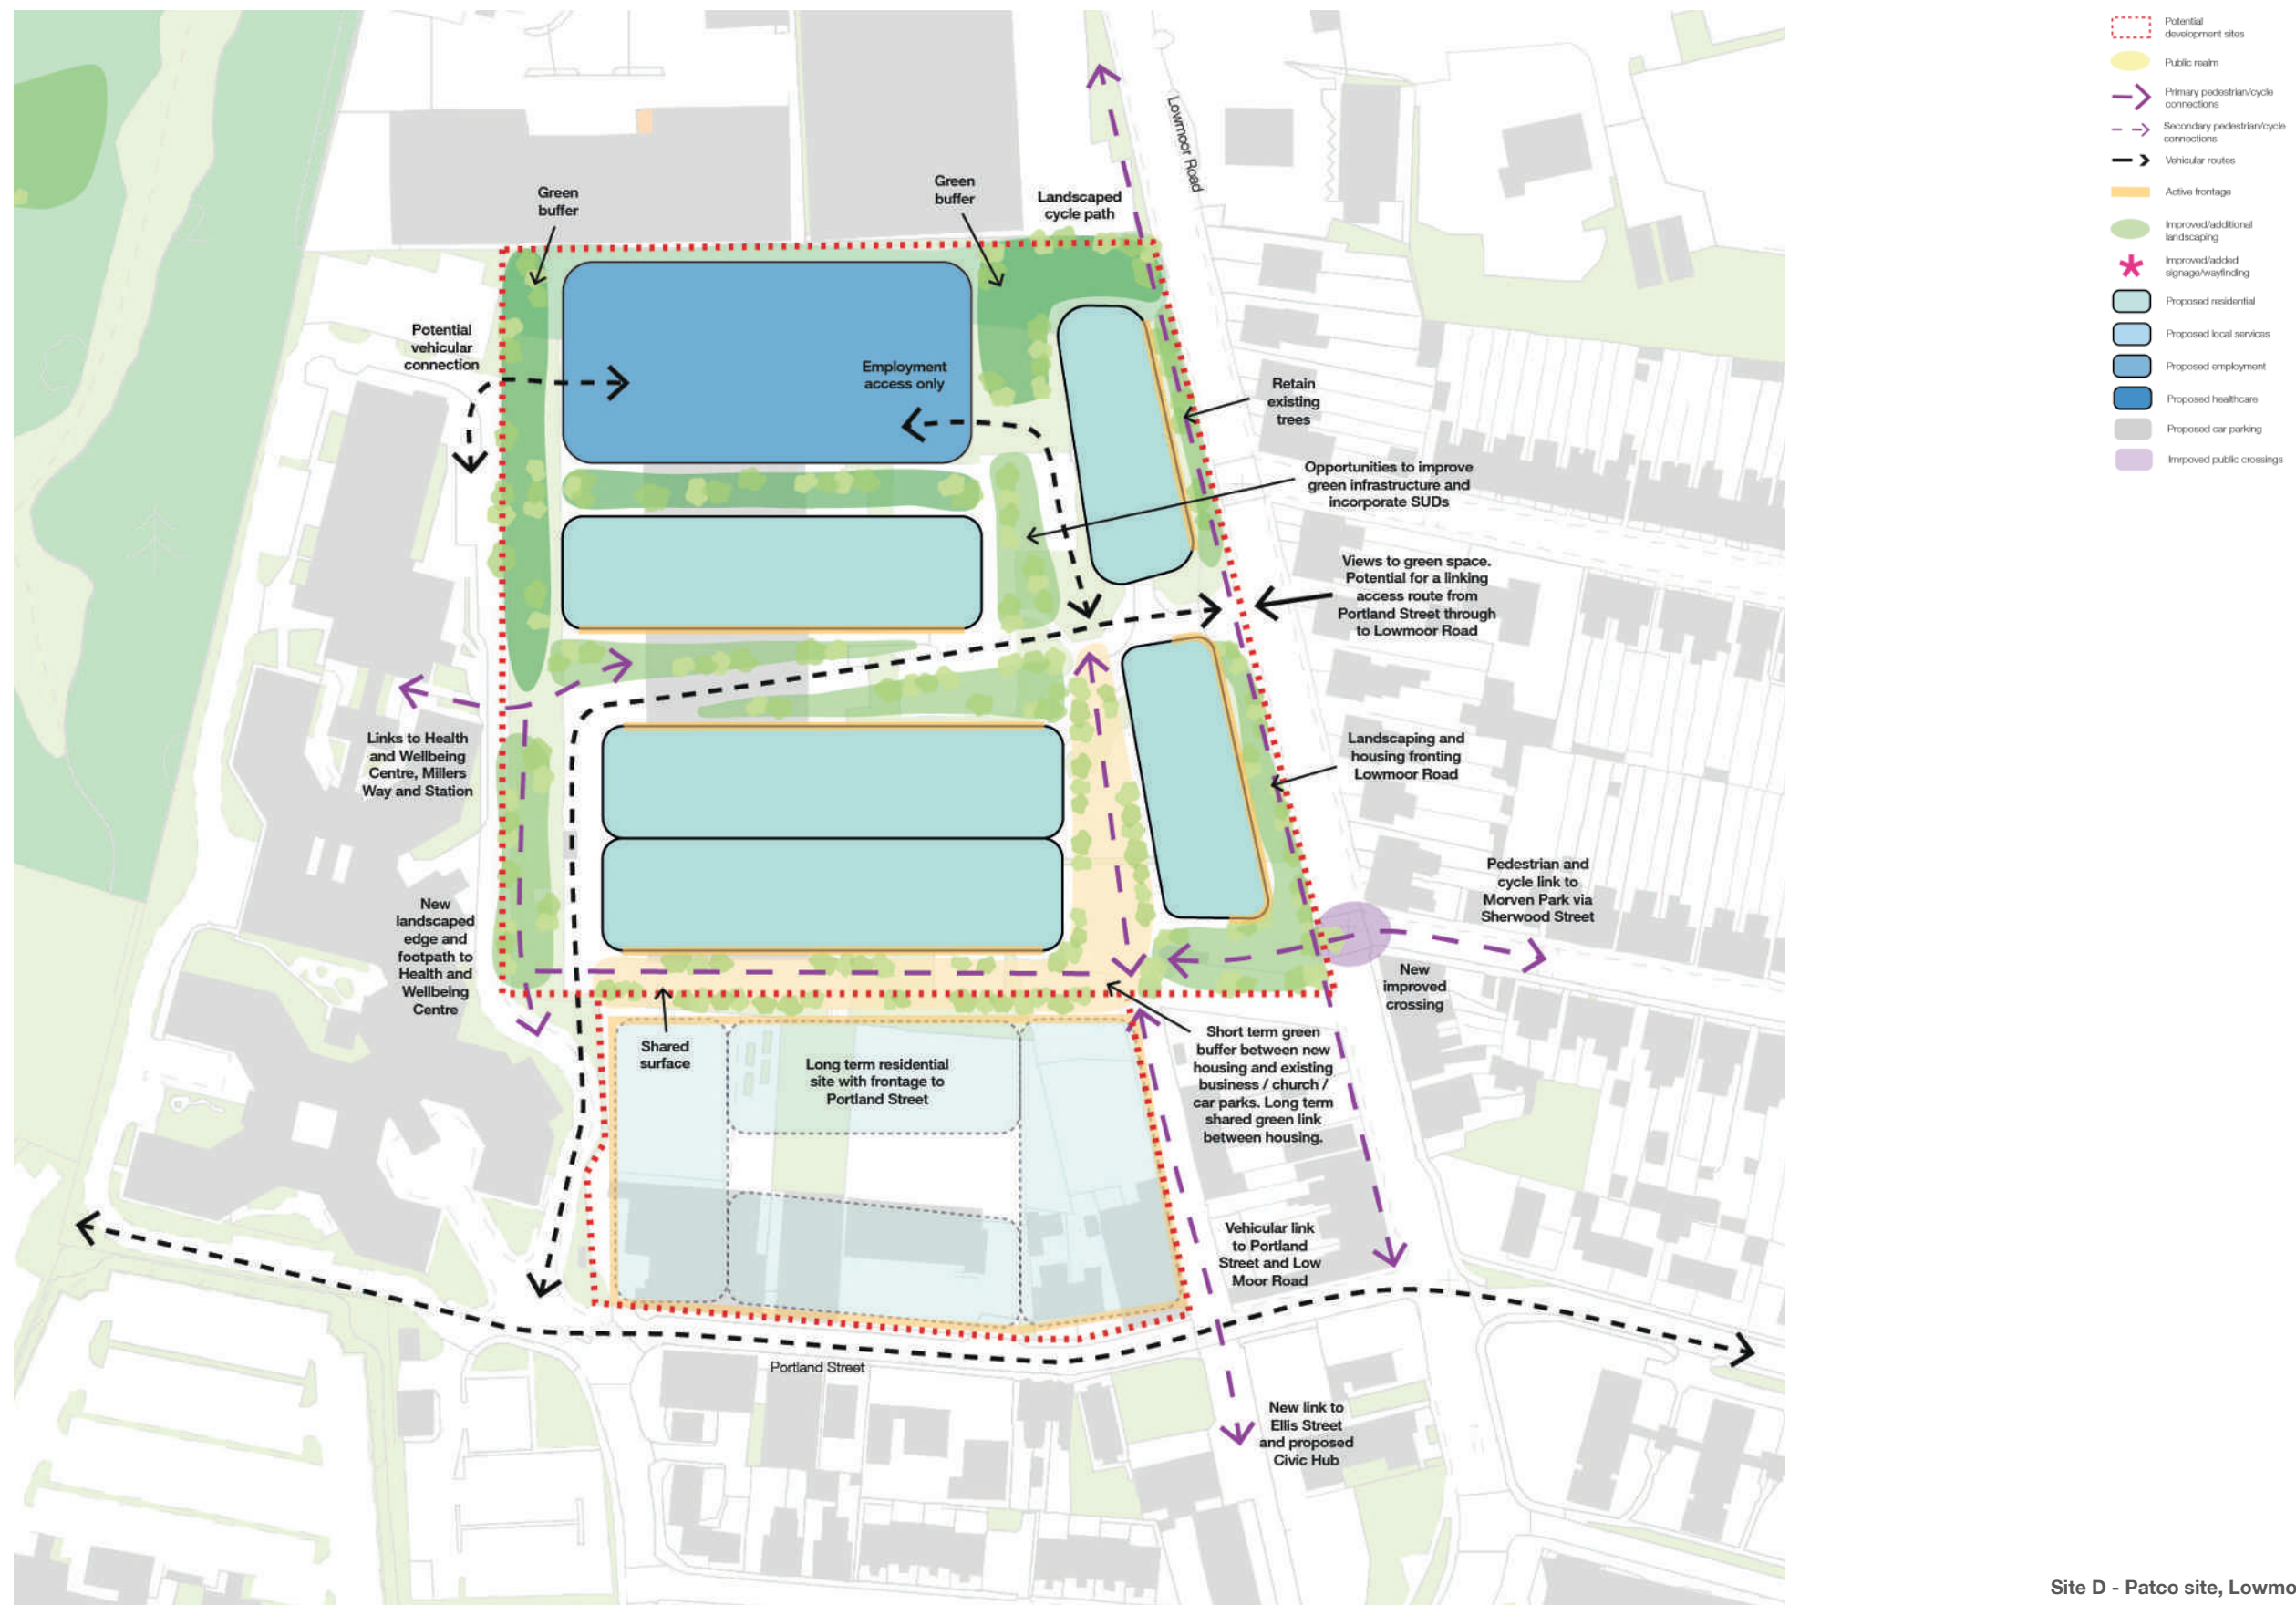 Green
buffer
Green
buffer
Landscaped
cycle path
Lowmoor Road
Potential
vehicular
connection
Employment
access only
Retain
existing
trees
Opportunities to improve
green infrastructure and
incorporate SUDs
Views to green space.
Potential for a linking
access route from
Portland Street through
to Lowmoor Road
Links to Health
and Wellbeing
Centre, Millers
Way and Station
Landscaping and
housing fronting
Lowmoor Road
Pedestrian and
cycle link to
Morven Park via
Sherwood Street
New
landscaped
edge and
footpath to
Health and
Wellbeing
Centre
New
improved
crossing
Shared
surface
Long term residential
site with frontage to
Portland Street
Short term green
buffer between new
housing and existing
business / church /
car parks. Long term
shared green link
between housing.
Vehicular link
to Portland
Street and Low
Moor Road
Portland Street
New link to
Ellis Street
and proposed
Civic Hub
Potential
development sites
Public realm
Primary pedestrian/cycle
connections
Secondary pedestrian/cycle
connections
Vehicular routes
Active frontage
Improved/additional
landscaping
Improved/added
signage/wayfinding
Proposed residential
Proposed local services
Proposed employment
Proposed healthcare
Proposed car parking
Imrpoved public crossings
Site D - Patco site, Lowmo